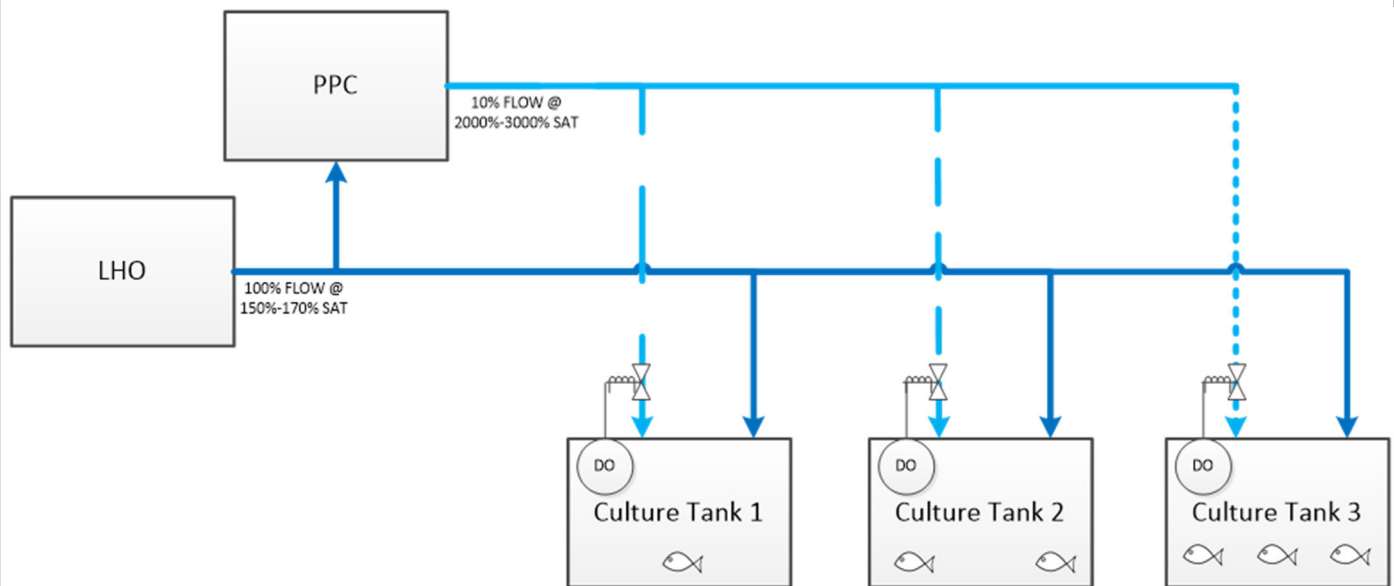 PPC
10% FLOW @
2000%-3000% SAT
LHO
100% FLOW @
150%-170% SAT
DO
Culture Tank 1
DO
Culture Tank 2
DO
Culture Tank 3